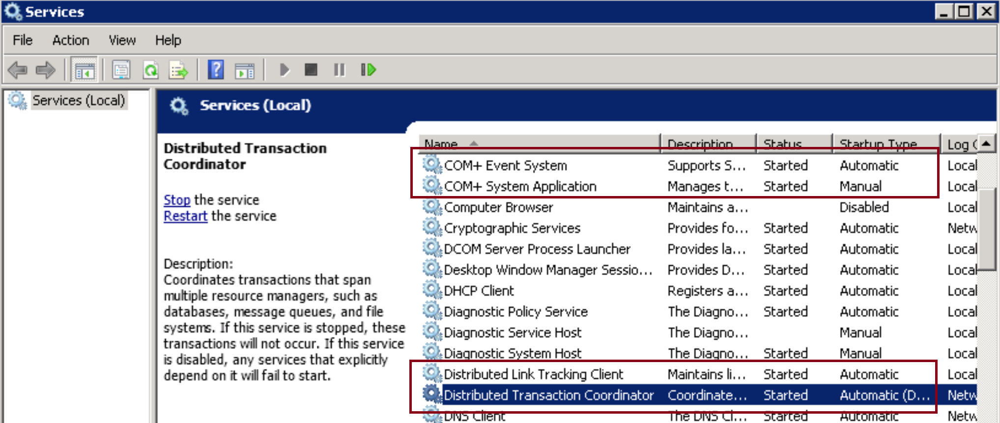 Services
File Action View Help
Services (Local)
Services (Local)
Distributed Transaction
Coordinator
Stop the service
Restart the service
Description:
Coordinates transactions that span
multiple resource managers, such as
databases, message queues, and file
systems. If this service is stopped, these
transactions will not occur. If this service
is disabled, any services that explicitly
depend on it will fail to start.
Name Description Status Startup Type Log
COM+ Event System Supports S... Started Automatic Local
COM+ System Application Manages t... Started Manual Local
Computer Browser Maintains a... Disabled Local
Cryptographic Services Provides fo... Started Automatic Netw
DCOM Server Process Launcher Provides la... Started Automatic Local
Desktop Window Manager Sessio... Provides D... Started Automatic Local
DHCP Client Registers a... Started Automatic Local
Diagnostic Policy Service The Diagno... Started Automatic Local
Diagnostic Service Host The Diagno... Manual Local
Diagnostic System Host The Diagno... Started Manual Local
Distributed Link Tracking Client Maintains li... Started Automatic Local
Distributed Transaction Coordinator Coordinate... Started Automatic (D... Netw
DNS Client The DNS Cl... Started Automatic Netw